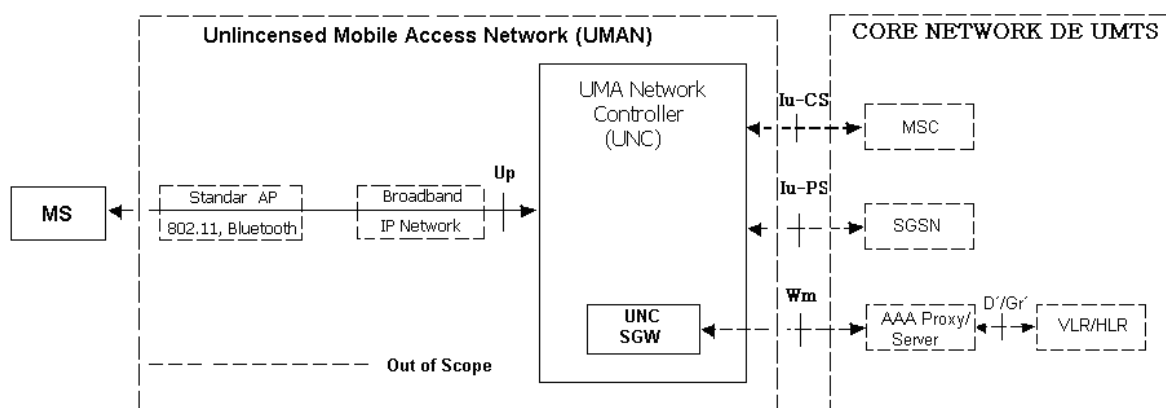 Unlincensed Mobile Access Network (UMAN)
CORE NETWORK DE UMTS
UMA Network
Controller
(UNC)
Iu-CS
MSC
Up
Iu-PS
MS
Standar AP
802.11, Bluetooth
Broadband
IP Network
SGSN
Wm
D´/Gr´
UNC
SGW
AAA Proxy/
Server
VLR/HLR
Out of Scope